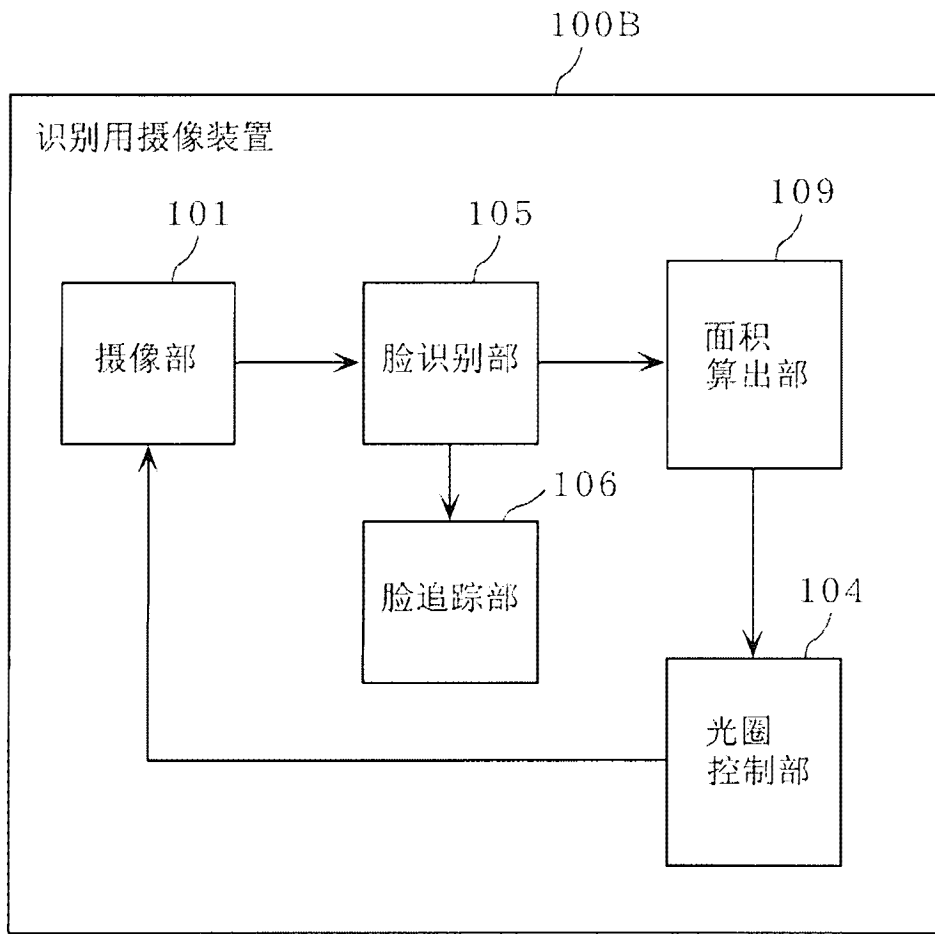 100B
识别用摄像装置
101
105
109
摄像部
脸识别部
面积
算出部
106
脸追踪部
104
光圈
控制部